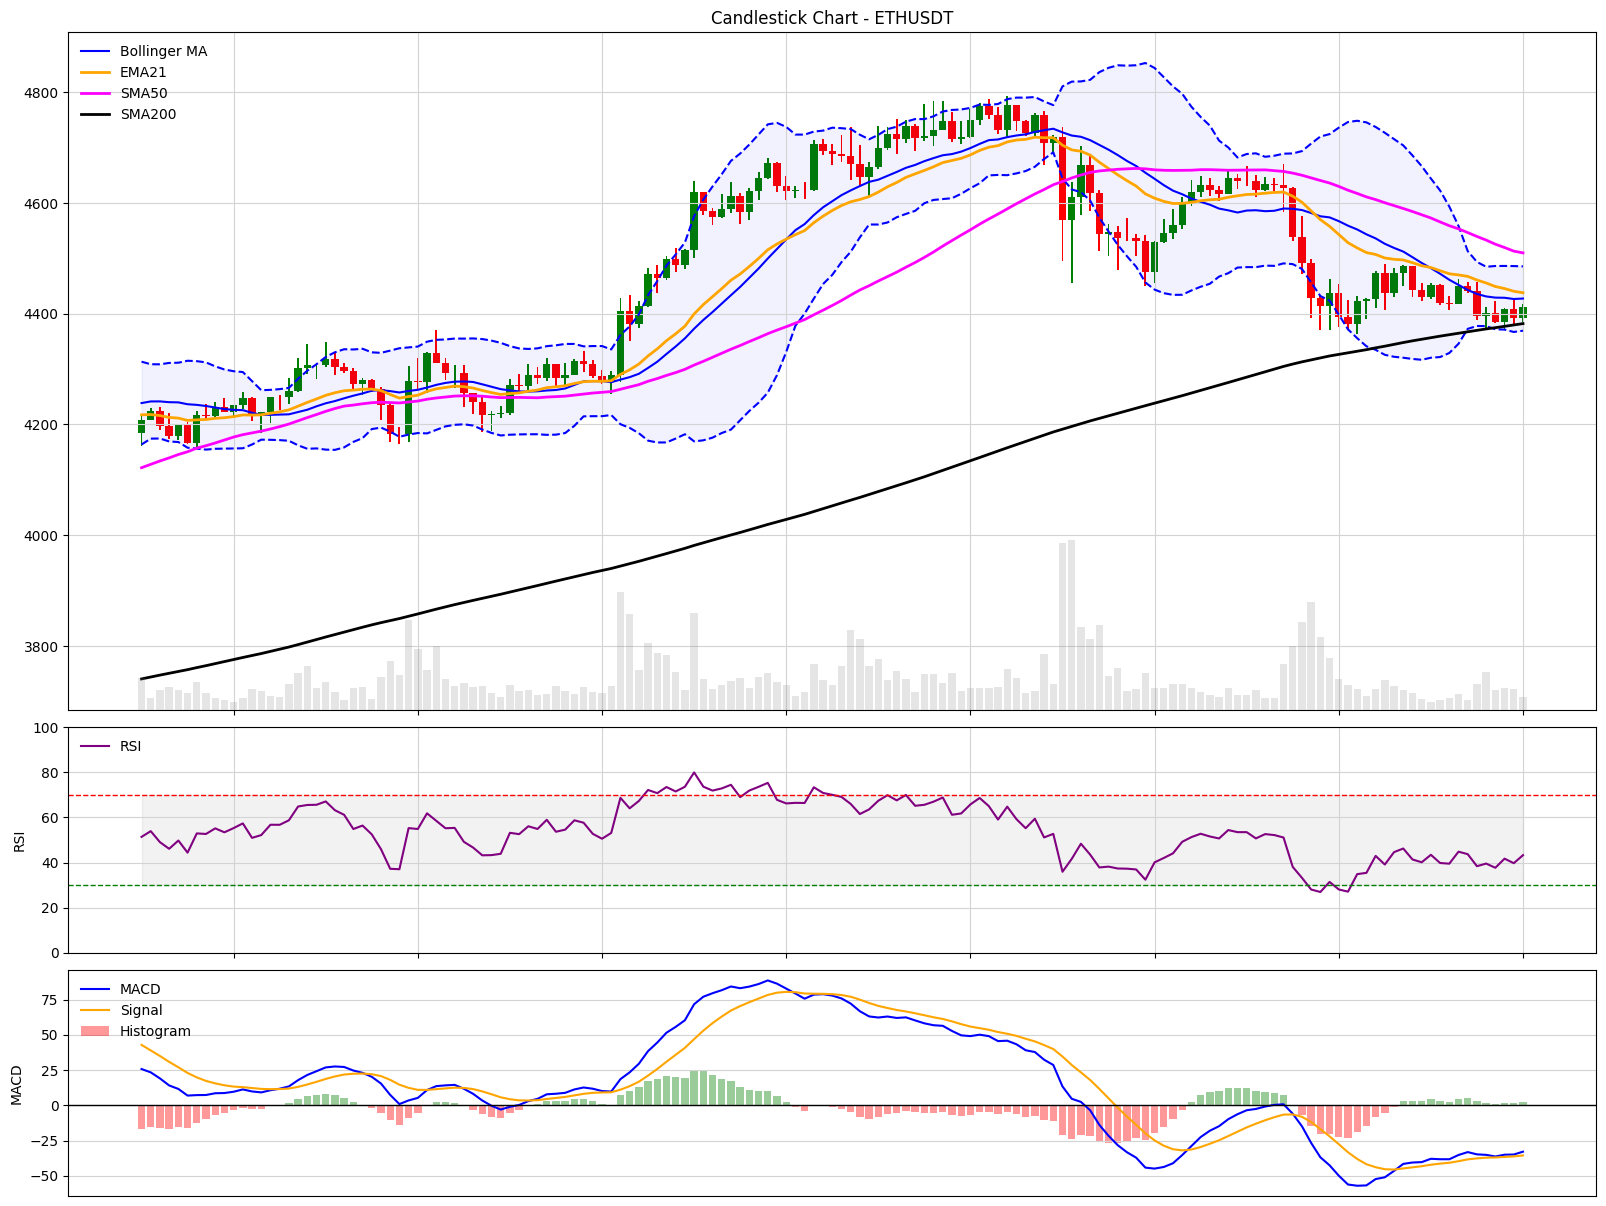 Candlestick Chart - ETHUSDT
Bollinger MA
EMA21
SMA50
SMA200
4800
4600
4400
4200
4000
3800
RSI
100
80
60
40
20
0
RSI
MACD
Signal
Histogram
75
50
25
0
−25
−50
MACD